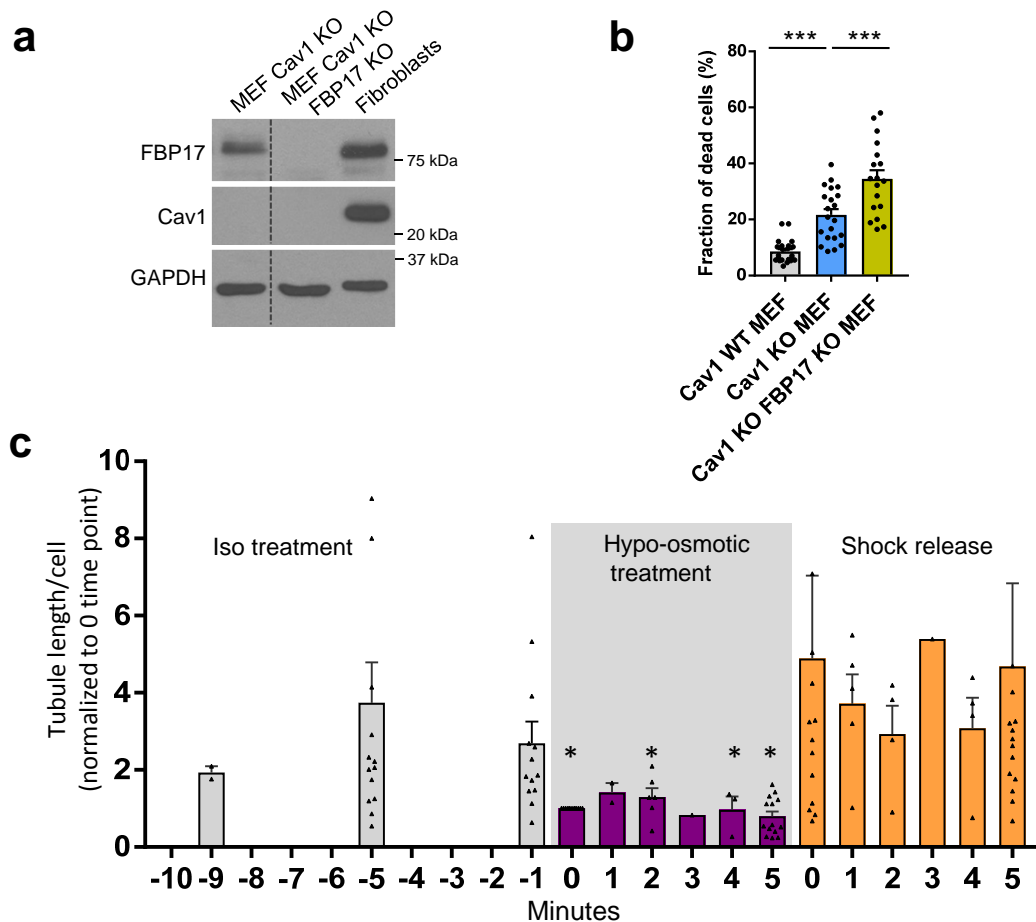 a
MEF Cav1 KO
MEF Cav1 KO
FBP17 KO
Fibroblasts
FBP17
75 kDa
Cav1
20 kDa
37 kDa
GAPDH
b
*** ***
Fraction of dead cells (%)
80
60
40
20
0
Cav1 WT MEF
Cav1 KO MEF
Cav1 KO FBP17 KO MEF
c
Tubule length/cell
(normalized to 0 time point)
10
8
6
4
2
0
Iso treatment
Hypo-osmotic
treatment
Shock release
* * * *
-10 -9 -8 -7 -6 -5 -4 -3 -2 -1 0 1 2 3 4 5 0 1 2 3 4 5
Minutes